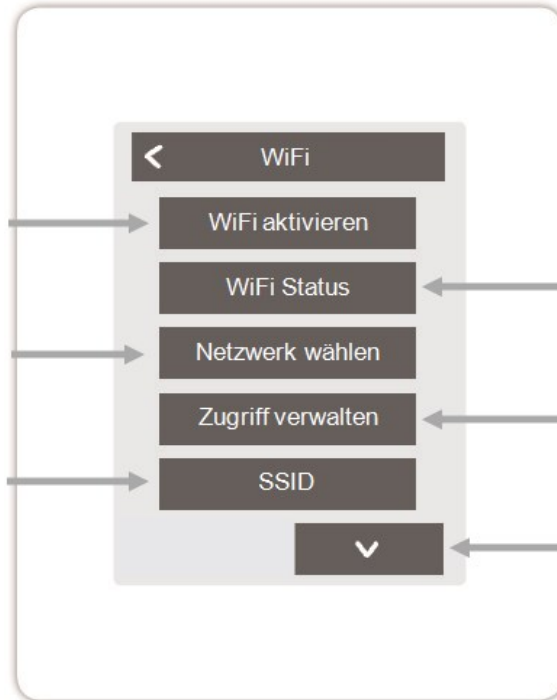 WiFi
WiFi aktivieren
WiFi Status
Netzwerk wählen
Zugriff verwalten
SSID